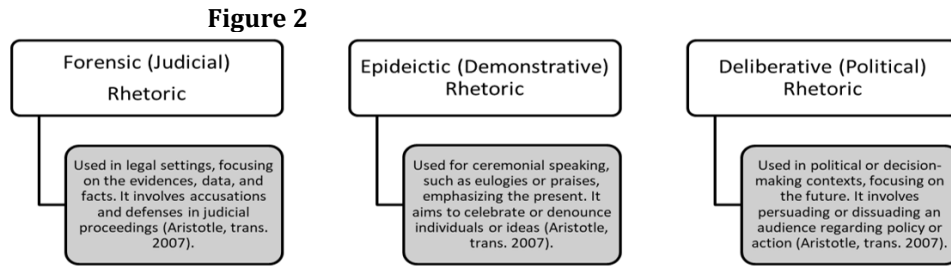 Figure 2
Forensic (Judicial)
Rhetoric
Used in legal settings, focusing
on the evidences, data, and
facts. It involves accusations
and defenses in judicial
proceedings (Aristotle, trans.
2007).
Epideictic (Demonstrative)
Rhetoric
Used for ceremonial speaking,
such as eulogies or praises,
emphasizing the present. It
aims to celebrate or denounce
individuals or ideas (Aristotle,
trans. 2007).
Deliberative (Political)
Rhetoric
Used in political or decision-
making contexts, focusing on
the future. It involves
persuading or dissuading an
audience regarding policy or
action (Aristotle, trans. 2007).